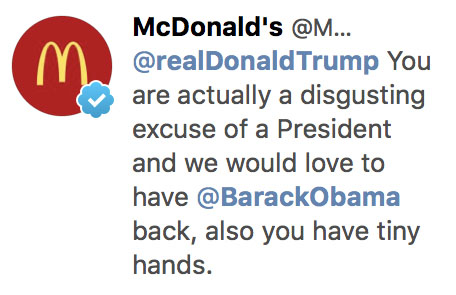 McDonald's @M...
@realDonaldTrump You
are actually a disgusting
excuse of a President
and we would love to
have @BarackObama
back, also you have tiny
hands.